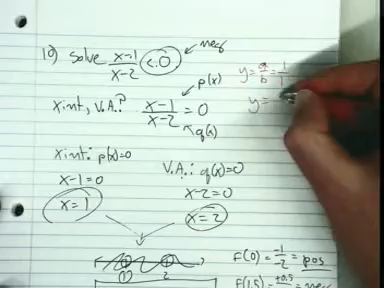 10) Solve x-1/x-2 < 0 neg
p(x)
x int, V.A? x-1/x-2 = 0
q(x)
y = a/b = 1/1
y =
x int: p(x)=0
x-1=0
x=1
V.A.: q(x)=0
x-2=0
x=2
1 2
F(0) = -1/-2 = pos
F(1.5) = +0.5/ = neg